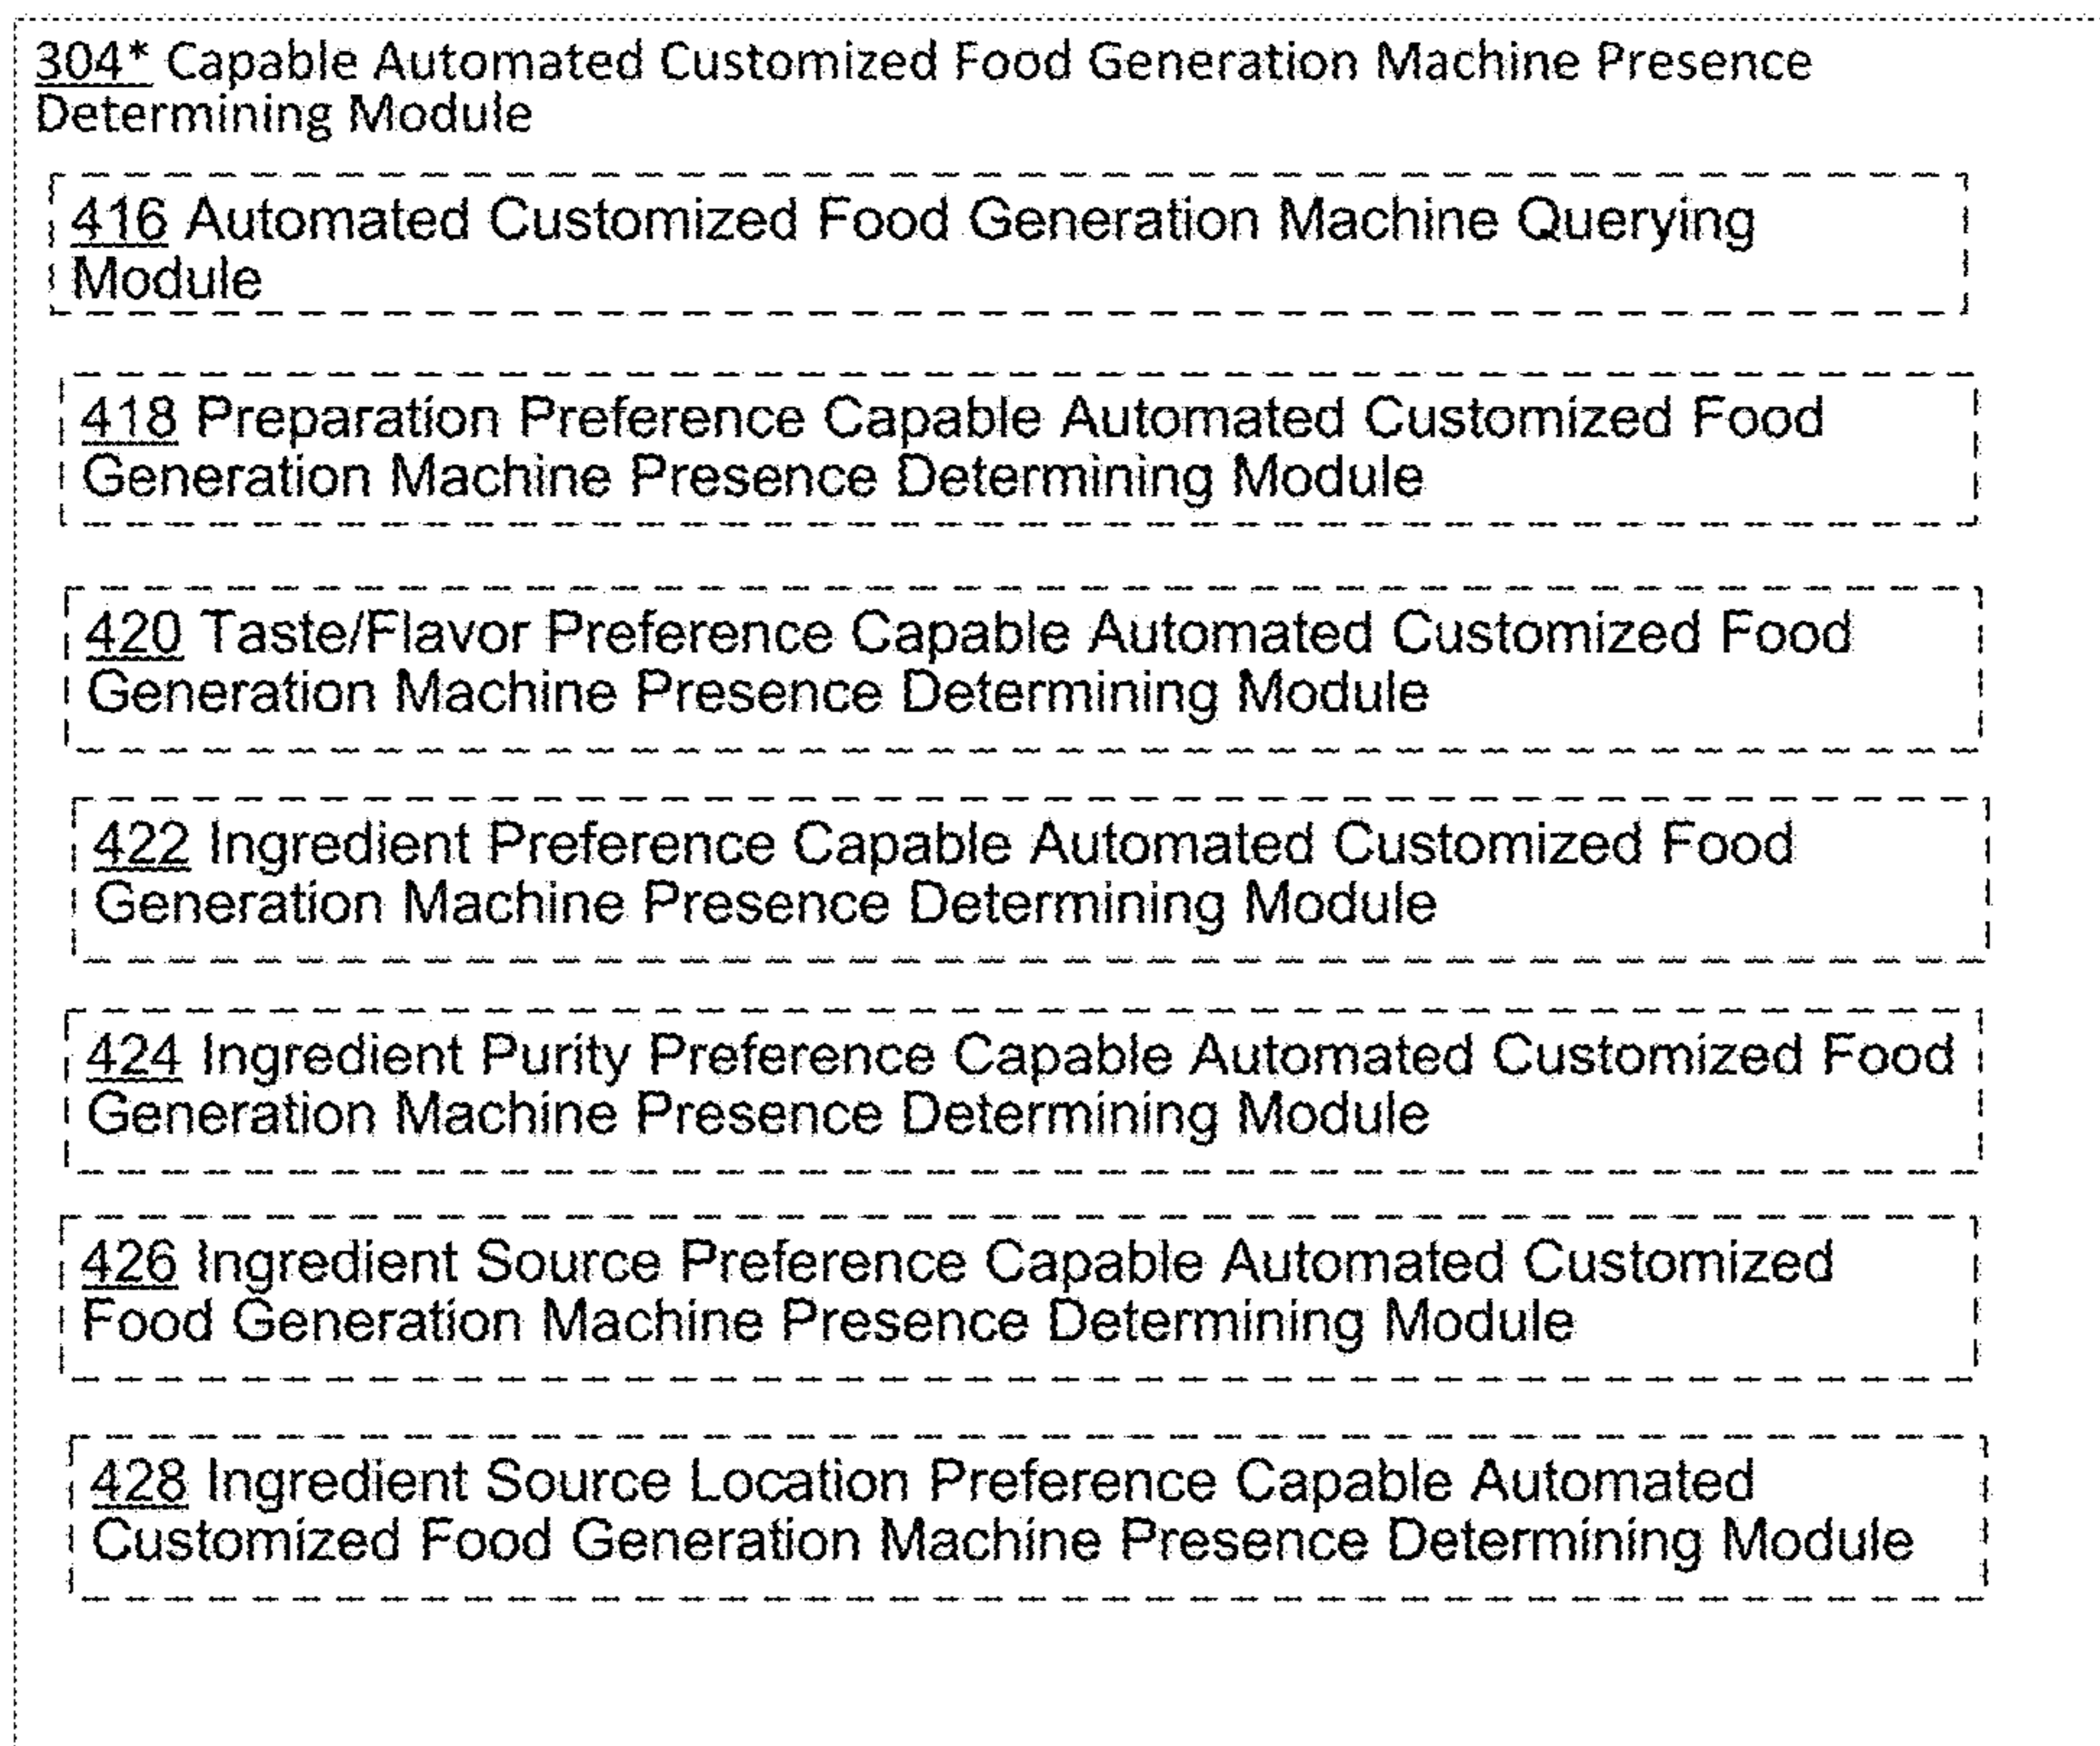 304* Capable Automated Customized Food Generation Machine Presence
Determining Module
416 Automated Customized Food Generation Machine Querying
Module
418 Preparation Preference Capable Automated Customized Food
Generation Machine Presence Determining Module
420 Taste/Flavor Preference Capable Automated Customized Food
Generation Machine Presence Determining Module
422 Ingredient Preference Capable Automated Customized Food
Generation Machine Presence Determining Module
424 Ingredient Purity Preference Capable Automated Customized Food
Generation Machine Presence Determining Module
426 Ingredient Source Preference Capable Automated Customized
Food Generation Machine Presence Determining Module
428 Ingredient Source Location Preference Capable Automated
Customized Food Generation Machine Presence Determining Module